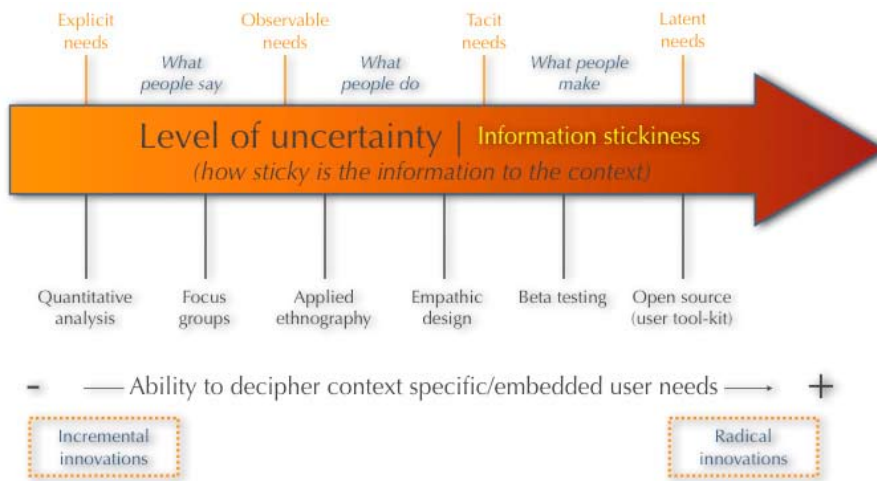 Explicit needs
Observable needs
Tacit needs
Latent needs
What people say
What people do
What people make
Level of uncertainty | Information stickiness
(how sticky is the information to the context)
Quantitative analysis
Focus groups
Applied ethnography
Empathic design
Beta testing
Open source (user tool-kit)
- Ability to decipher context specific/embedded user needs +
Incremental innovations
Radical innovations